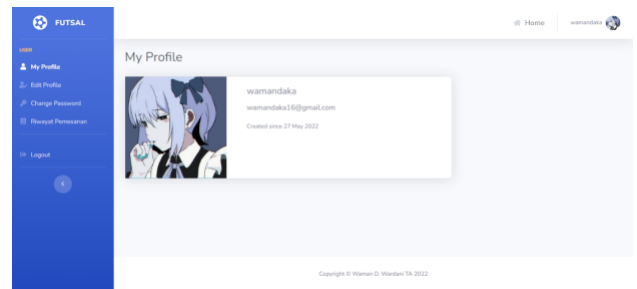 FUTSAL
Home
wamandaka
USER
My Profile
Edit Profile
Change Password
Riwayat Pemesanan
Logout
My Profile
wamandaka
wamandaka16@gmail.com
Created since 27 May 2022
Copyright © Waman D. Wardani TA 2022